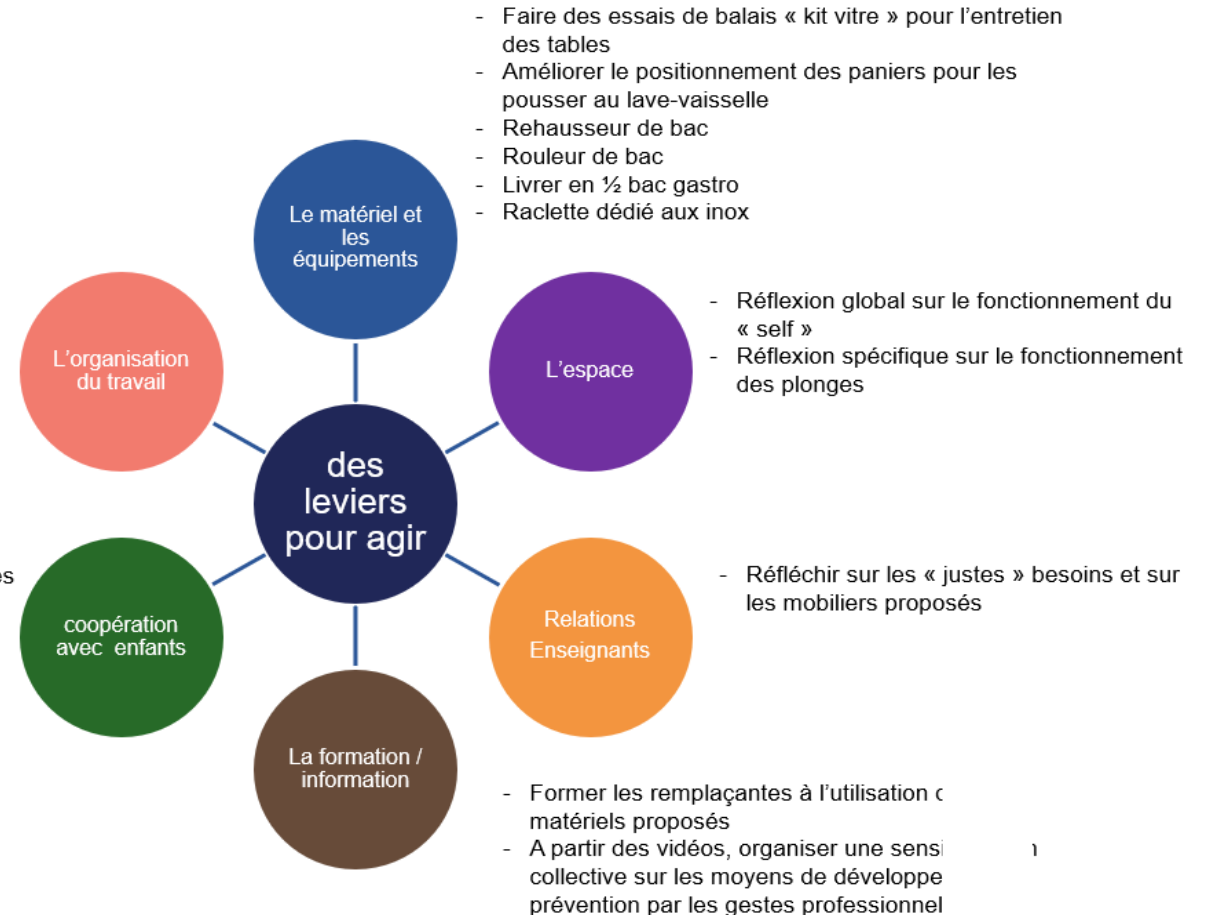 - Faire des essais de balais « kit vitre » pour l'entretien
des tables
- Améliorer le positionnement des paniers pour les
pousser au lave-vaisselle
- Rehausseur de bac
- Rouleur de bac
- Livrer en ½ bac gastro
- Raclette dédié aux inox
Le matériel et
les
équipements
L'organisation
du travail
L'espace
- Réflexion global sur le fonctionnement du
« self »
- Réflexion spécifique sur le fonctionnement
des plonges
des
leviers
pour agir
coopération
avec enfants
Relations
Enseignants
- Réfléchir sur les « justes » besoins et sur
les mobiliers proposés
La formation /
information
- Former les remplaçantes à l'utilisation
matériels proposés
- A partir des vidéos, organiser une
collective sur les moyens de
prévention par les gestes